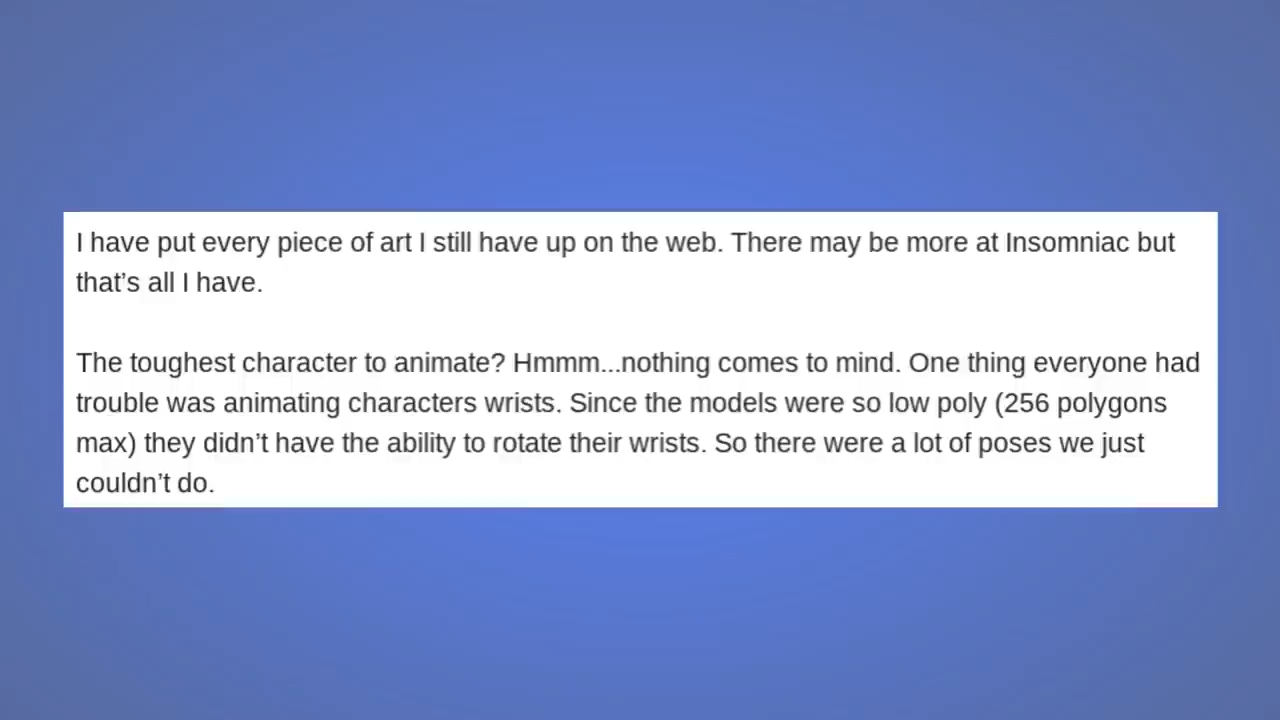 I have put every piece of art I still have up on the web. There may be more at Insomniac but
that’s all I have.
The toughest character to animate? Hmmm...nothing comes to mind. One thing everyone had
trouble was animating characters wrists. Since the models were so low poly (256 polygons
max) they didn’t have the ability to rotate their wrists. So there were a lot of poses we just
couldn’t do.